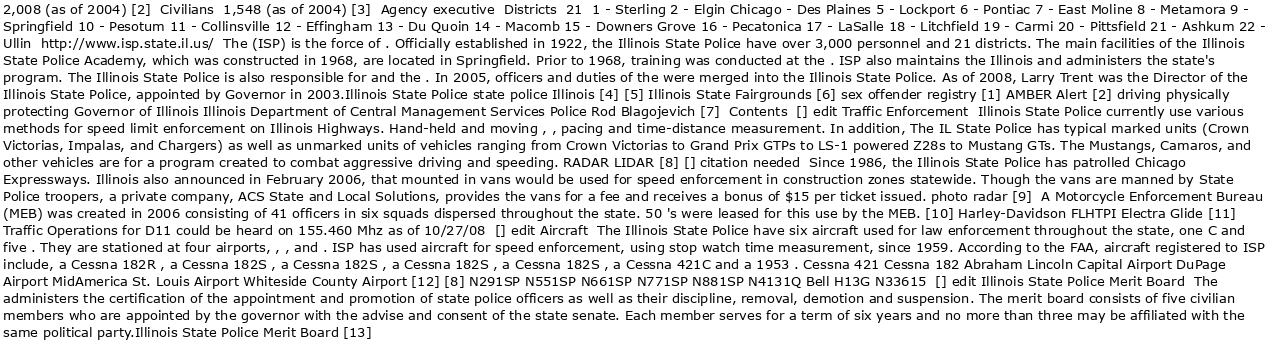 2,008 (as of 2004) [2]  Civilians  1,548 (as of 2004) [3]  Agency executive  Districts  21  1 - Sterling 2 - Elgin Chicago - Des Plaines 5 - Lockport 6 - Pontiac 7 - East Moline 8 - Metamora 9 -
Springfield 10 - Pesotum 11 - Collinsville 12 - Effingham 13 - Du Quoin 14 - Macomb 15 - Downers Grove 16 - Pecatonica 17 - LaSalle 18 - Litchfield 19 - Carmi 20 - Pittsfield 21 - Ashkum 22 -
Ullin  http://www.isp.state.il.us/  The (ISP) is the force of . Officially established in 1922, the Illinois State Police have over 3,000 personnel and 21 districts. The main facilities of the Illinois
State Police Academy, which was constructed in 1968, are located in Springfield. Prior to 1968, training was conducted at the . ISP also maintains the Illinois and administers the state's
program. The Illinois State Police is also responsible for and the . In 2005, officers and duties of the were merged into the Illinois State Police. As of 2008, Larry Trent was the Director of the
Illinois State Police, appointed by Governor in 2003.Illinois State Police state police Illinois [4] [5] Illinois State Fairgrounds [6] sex offender registry [1] AMBER Alert [2] driving physically
protecting Governor of Illinois Illinois Department of Central Management Services Police Rod Blagojevich [7]  Contents  [] edit Traffic Enforcement  Illinois State Police currently use various
methods for speed limit enforcement on Illinois Highways. Hand-held and moving , , pacing and time-distance measurement. In addition, The IL State Police has typical marked units (Crown
Victorias, Impalas, and Chargers) as well as unmarked units of vehicles ranging from Crown Victorias to Grand Prix GTPs to LS-1 powered Z28s to Mustang GTs. The Mustangs, Camaros, and
other vehicles are for a program created to combat aggressive driving and speeding. RADAR LIDAR [8] [] citation needed  Since 1986, the Illinois State Police has patrolled Chicago
Expressways. Illinois also announced in February 2006, that mounted in vans would be used for speed enforcement in construction zones statewide. Though the vans are manned by State
Police troopers, a private company, ACS State and Local Solutions, provides the vans for a fee and receives a bonus of $15 per ticket issued. photo radar [9]  A Motorcycle Enforcement Bureau
(MEB) was created in 2006 consisting of 41 officers in six squads dispersed throughout the state. 50 's were leased for this use by the MEB. [10] Harley-Davidson FLHTPI Electra Glide [11]
Traffic Operations for D11 could be heard on 155.460 Mhz as of 10/27/08  [] edit Aircraft  The Illinois State Police have six aircraft used for law enforcement throughout the state, one C and
five . They are stationed at four airports, , , and . ISP has used aircraft for speed enforcement, using stop watch time measurement, since 1959. According to the FAA, aircraft registered to ISP
include, a Cessna 182R , a Cessna 182S , a Cessna 182S , a Cessna 182S , a Cessna 182S , a Cessna 421C and a 1953 . Cessna 421 Cessna 182 Abraham Lincoln Capital Airport DuPage
Airport MidAmerica St. Louis Airport Whiteside County Airport [12] [8] N291SP N551SP N661SP N771SP N881SP N4131Q Bell H13G N33615  [] edit Illinois State Police Merit Board  The
administers the certification of the appointment and promotion of state police officers as well as their discipline, removal, demotion and suspension. The merit board consists of five civilian
members who are appointed by the governor with the advise and consent of the state senate. Each member serves for a term of six years and no more than three may be affiliated with the
same political party.Illinois State Police Merit Board [13]